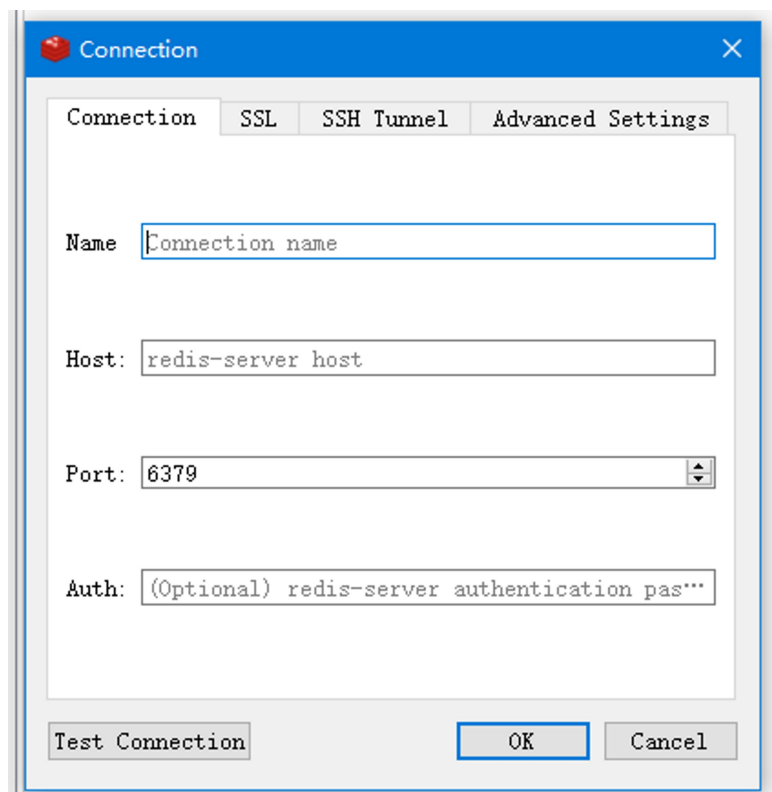 Connection
Connection SSL SSH Tunnel Advanced Settings
Name Connection name
Host: redis-server host
Port: 6379
Auth: (Optional) redis-server authentication pas…
Test Connection OK Cancel